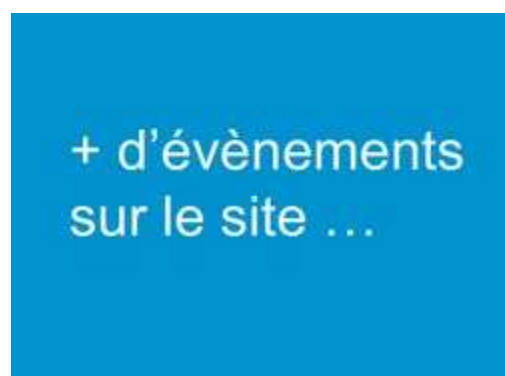 + d’évènements
sur le site …